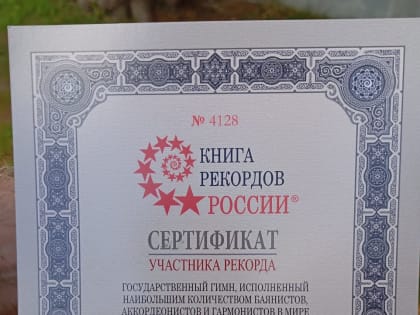 № 4128
КНИГА
РЕКОРДОВ
РОССИИ®
СЕРТИФИКАТ
УЧАСТНИКА РЕКОРДА
ГОСУДАРСТВЕННЫЙ ГИМН, ИСПОЛНЕННЫЙ
НАИБОЛЬШИМ КОЛИЧЕСТВОМ БАЯНИСТОВ,
АККОРДЕОНИСТОВ И ГАРМОНИСТОВ В МИРЕ